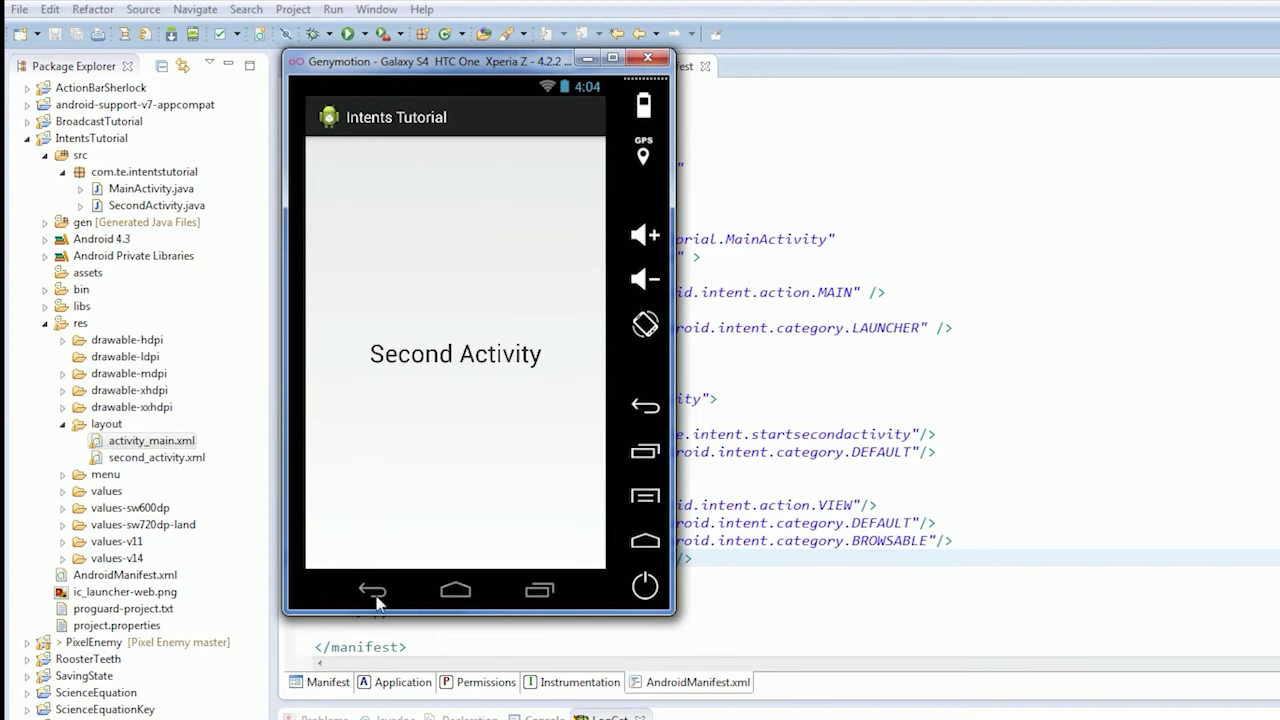 File Edit Refactor Source Navigate Search Project Run Window Help
Package Explorer
ActionBarSherlock
android-support-v7-appcompat
BroadcastTutorial
IntentsTutorial
src
com.te.intentstutorial
MainActivity.java
SecondActivity.java
gen [Generated Java Files]
Android 4.3
Android Private Libraries
assets
bin
libs
res
drawable-hdpi
drawable-ldpi
drawable-mdpi
drawable-xhdpi
drawable-xxhdpi
layout
activity_main.xml
second_activity.xml
menu
values
values-sw600dp
values-sw720dp-land
values-v11
values-v14
AndroidManifest.xml
ic_launcher-web.png
proguard-project.txt
project.properties
> PixelEnemy [Pixel Enemy master]
RoosterTeeth
SavingState
ScienceEquation
ScienceEquationKey
Genymotion - Galaxy S4 HTC One Xperia Z - 4.2.2 ...
4:04
Intents Tutorial
GPS
Second Activity
fest
"
orial.MainActivity"
" >
id.intent.action.MAIN" />
roid.intent.category.LAUNCHER" />
ity">
e.intent.startsecondactivity"/>
roid.intent.category.DEFAULT"/>
id.intent.action.VIEW"/>
roid.intent.category.DEFAULT"/>
roid.intent.category.BROWSABLE"/>
/>
</manifest>
Manifest Application Permissions Instrumentation AndroidManifest.xml
Problems Javadoc Declaration Console LogCat